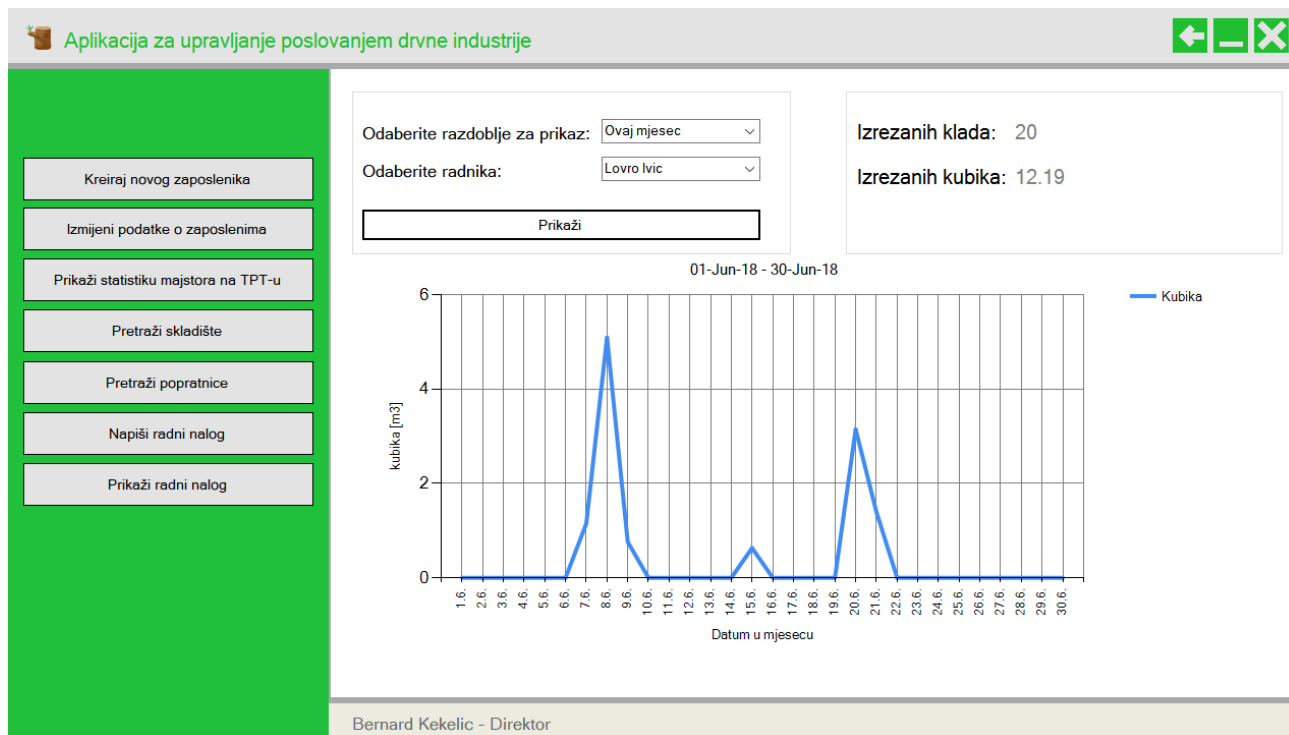 Aplikacija za upravljanje poslovanjem drvne industrije
Kreiraj novog zaposlenika
Izmijeni podatke o zaposlenima
Prikaži statistiku majstora na TPT-u
Pretraži skladište
Pretraži popratnice
Napiši radni nalog
Prikaži radni nalog
Odaberite razdoblje za prikaz: Ovaj mjesec
Odaberite radnika: Lovro Ivic
Prikaži
Izrezanih klada: 20
Izrezanih kubika: 12.19
01-Jun-18 - 30-Jun-18
Kubika
6
4
2
0
kubika [m3]
1.6. 2.6. 3.6. 4.6. 5.6. 6.6. 7.6. 8.6. 9.6. 10.6. 11.6. 12.6. 13.6. 14.6. 15.6. 16.6. 17.6. 18.6. 19.6. 20.6. 21.6. 22.6. 23.6. 24.6. 25.6. 26.6. 27.6. 28.6. 29.6. 30.6.
Datum u mjesecu
Bernard Kekelic - Direktor